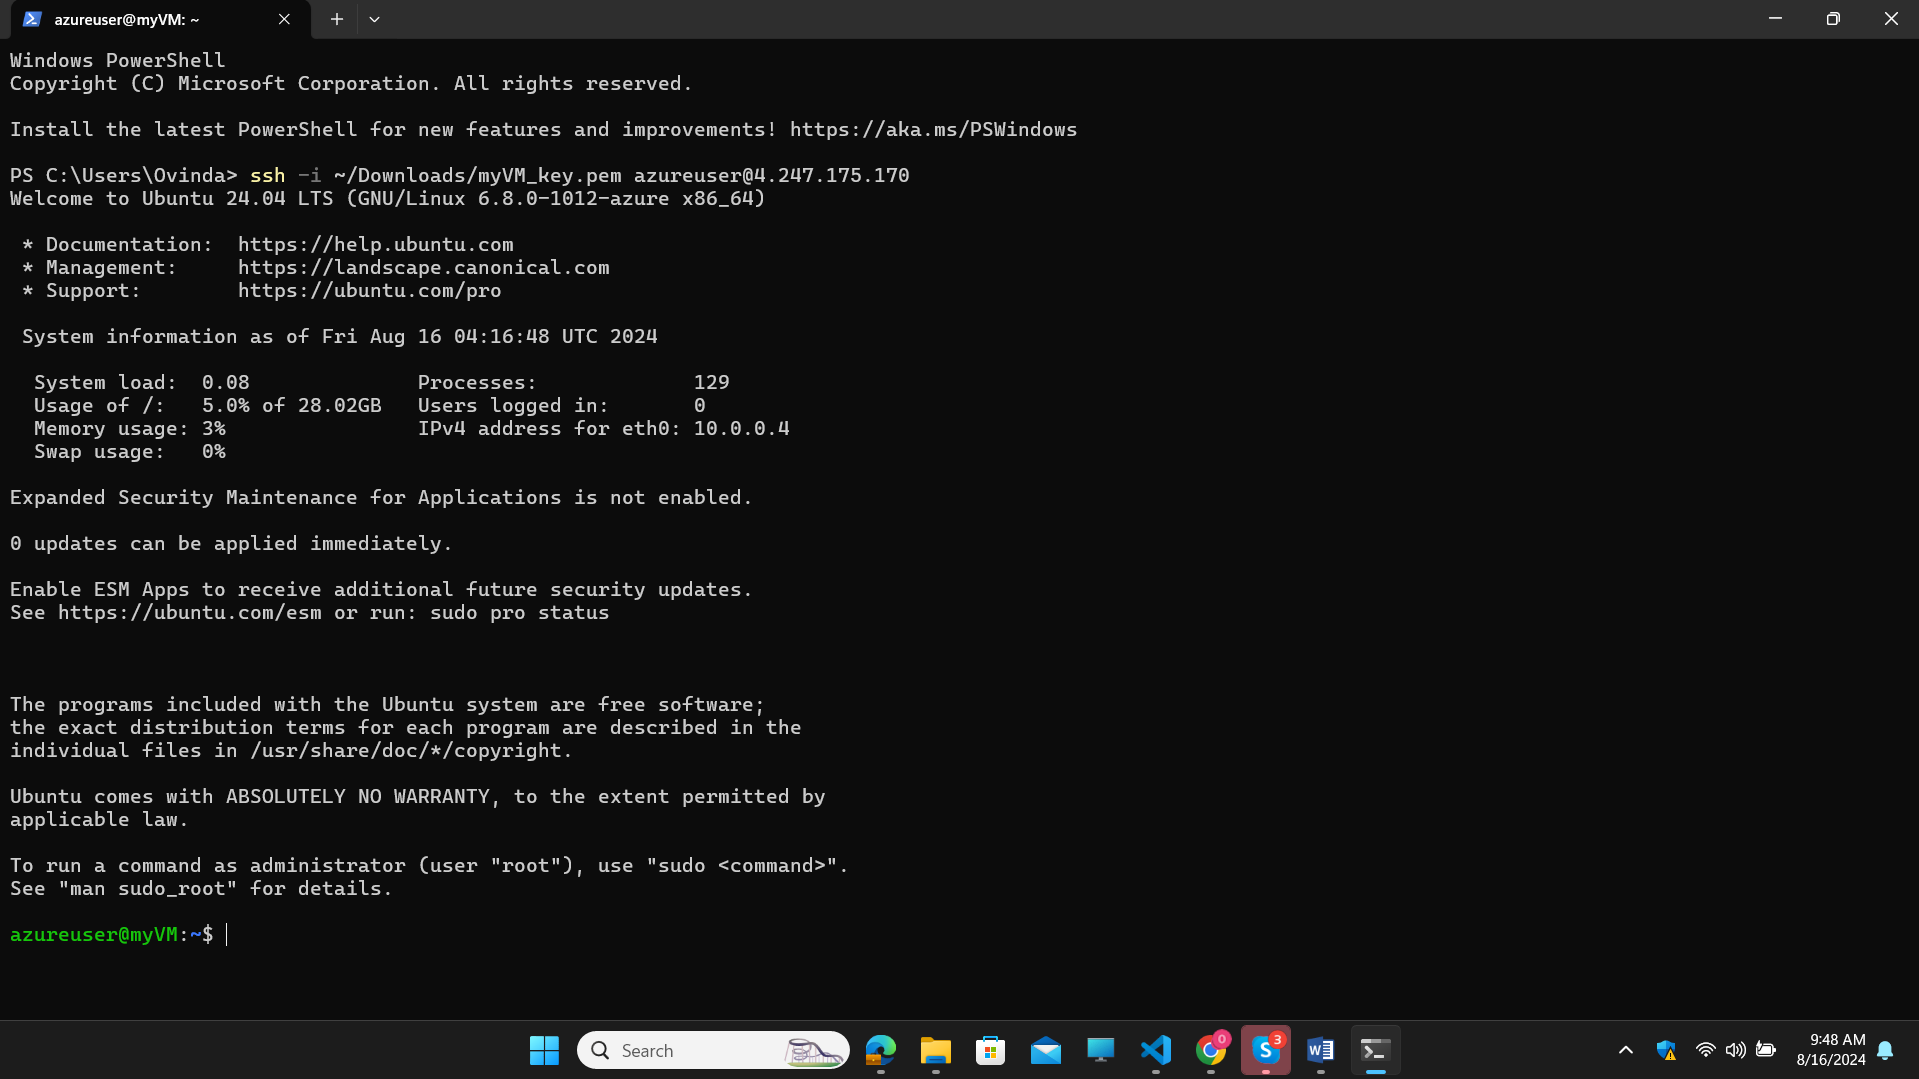 azureuser@myVM: ~
Windows PowerShell
Copyright (C) Microsoft Corporation. All rights reserved.
Install the latest PowerShell for new features and improvements! https://aka.ms/PSWindows
PS C:\Users\Ovinda> ssh -i ~/Downloads/myVM_key.pem azureuser@4.247.175.170
Welcome to Ubuntu 24.04 LTS (GNU/Linux 6.8.0-1012-azure x86_64)
* Documentation:  https://help.ubuntu.com
* Management:     https://landscape.canonical.com
* Support:        https://ubuntu.com/pro
System information as of Fri Aug 16 04:16:48 UTC 2024
System load:  0.08              Processes:             129
Usage of /:   5.0% of 28.02GB   Users logged in:       0
Memory usage: 3%                IPv4 address for eth0: 10.0.0.4
Swap usage:   0%
Expanded Security Maintenance for Applications is not enabled.
0 updates can be applied immediately.
Enable ESM Apps to receive additional future security updates.
See https://ubuntu.com/esm or run: sudo pro status
The programs included with the Ubuntu system are free software;
the exact distribution terms for each program are described in the
individual files in /usr/share/doc/*/copyright.
Ubuntu comes with ABSOLUTELY NO WARRANTY, to the extent permitted by
applicable law.
To run a command as administrator (user "root"), use "sudo <command>".
See "man sudo_root" for details.
azureuser@myVM:~$
Search
0
3
S
W
9:48 AM
8/16/2024